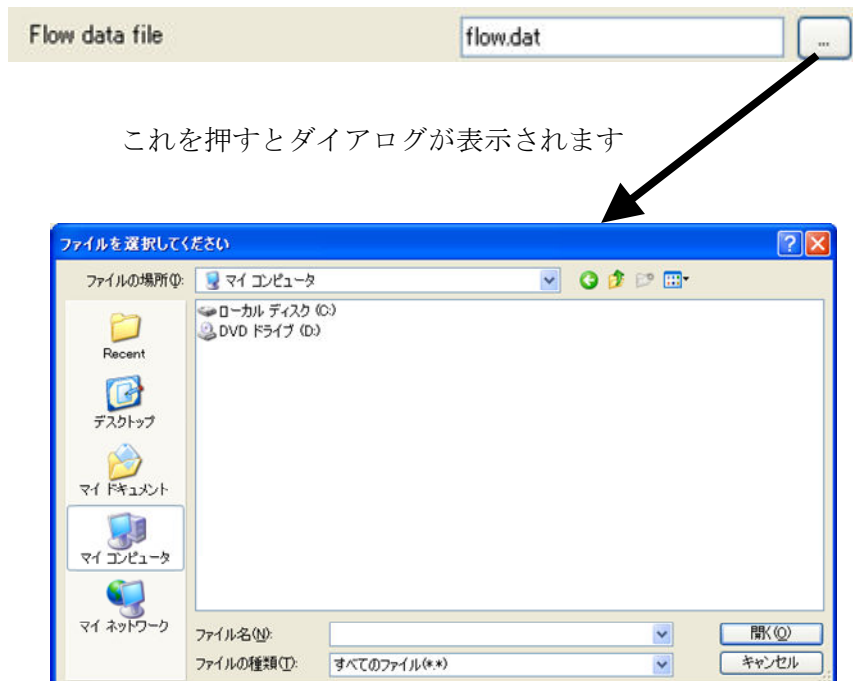 Flow data file
flow.dat
...
これを押すとダイアログが表示されます
ファイルを選択してください
ファイルの場所(I):
マイ コンピュータ
ローカル ディスク (C:)
DVD ドライブ (D:)
Recent
デスクトップ
マイ ドキュメント
マイ コンピュータ
マイ ネットワーク
ファイル名(N):
開く(O)
ファイルの種類(T):
すべてのファイル(*.*)
キャンセル